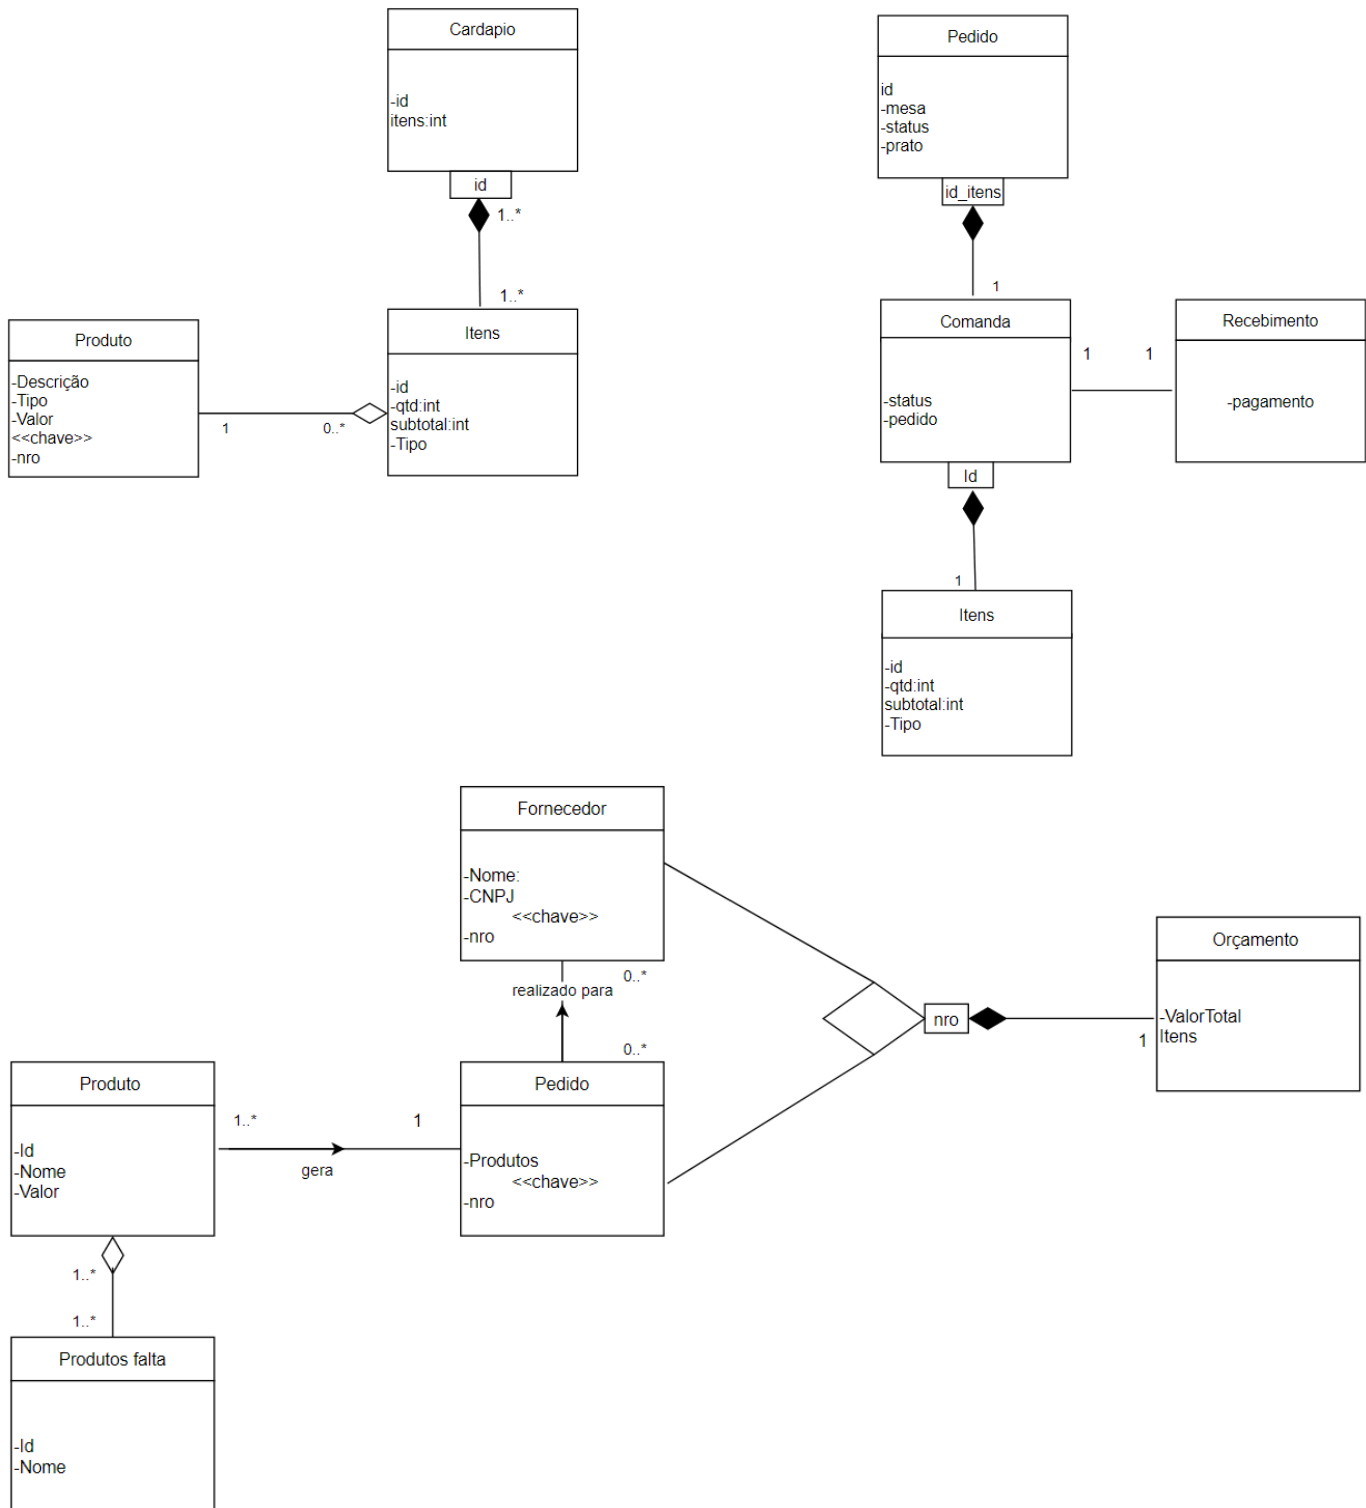 Cardapio
-id
itens:int
id
1..*
1..*
Produto
-Descrição
-Tipo
-Valor
<<chave>>
-nro
1
0..*
Itens
-id
-qtd:int
subtotal:int
-Tipo
Pedido
id
-mesa
-status
-prato
id_itens
1
Comanda
-status
-pedido
1
1
Recebimento
-pagamento
Id
1
Itens
-id
-qtd:int
subtotal:int
-Tipo
Fornecedor
-Nome:
-CNPJ
<<chave>>
-nro
0..*
realizado para
0..*
nro
1
Orçamento
-ValorTotal
Itens
Produto
-Id
-Nome
-Valor
1..*
gera
1
Pedido
-Produtos
<<chave>>
-nro
1..*
1..*
Produtos falta
-Id
-Nome